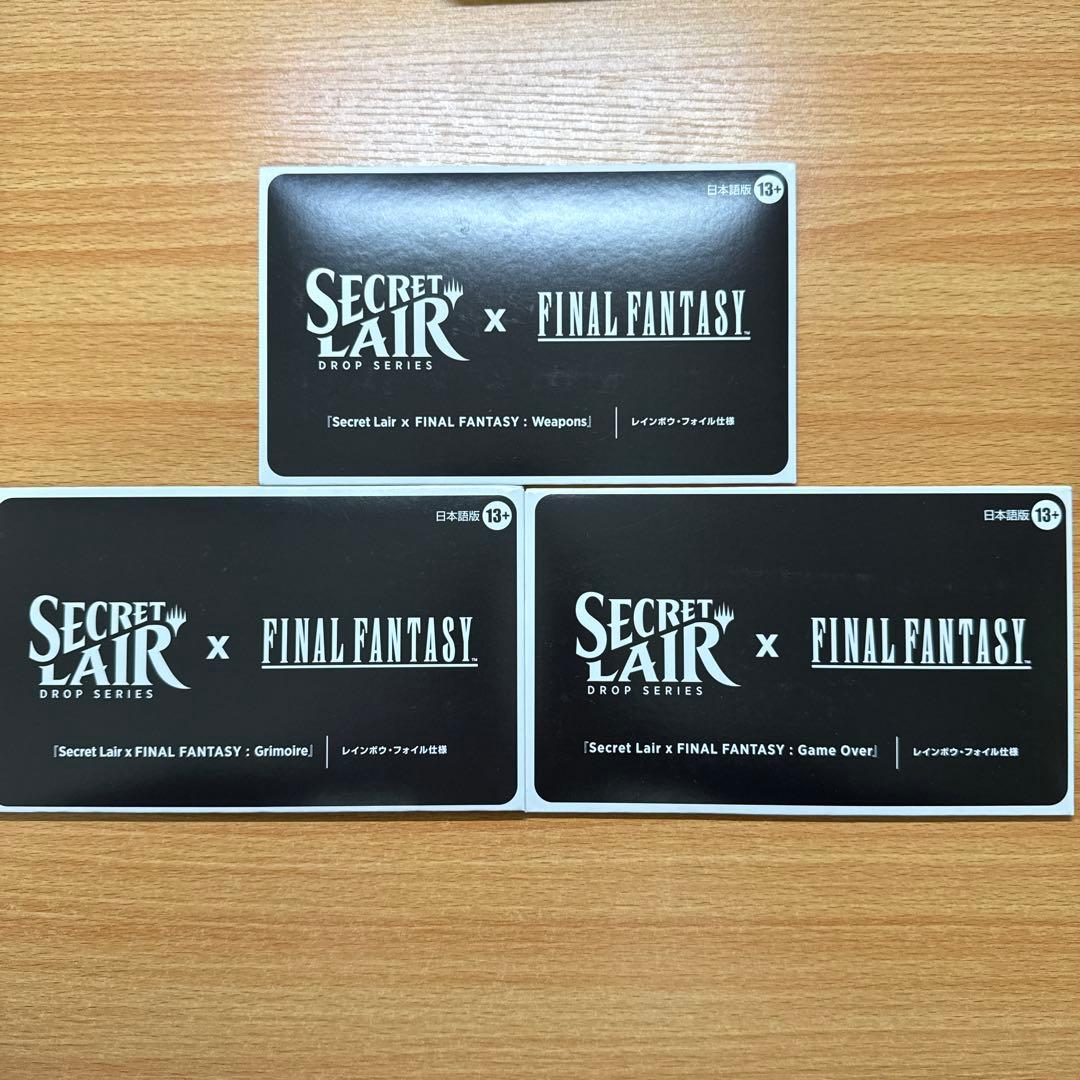 日本語版 13+
SECRET LAIR
DROP SERIES
x
FINAL FANTASY™
『Secret Lair x FINAL FANTASY : Weapons』
レインボウ・フォイル仕様
日本語版 13+
SECRET LAIR
DROP SERIES
x
FINAL FANTASY™
『Secret Lair x FINAL FANTASY : Grimoire』
レインボウ・フォイル仕様
日本語版 13+
SECRET LAIR
DROP SERIES
x
FINAL FANTASY™
『Secret Lair x FINAL FANTASY : Game Over』
レインボウ・フォイル仕様